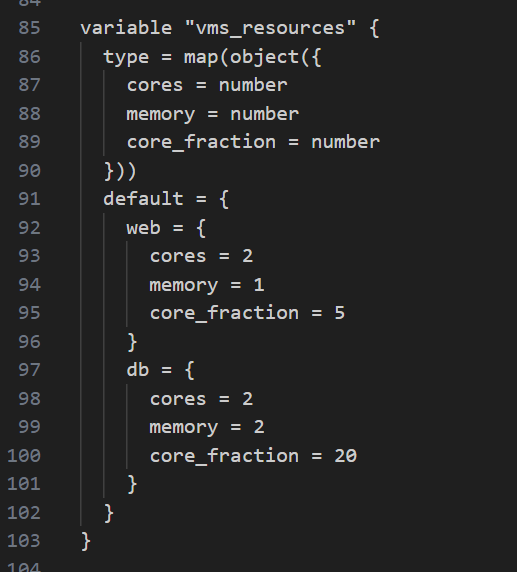 84
85 variable "vms_resources" {
86   type = map(object({
87     cores = number
88     memory = number
89     core_fraction = number
90   }))
91   default = {
92     web = {
93       cores = 2
94       memory = 1
95       core_fraction = 5
96     }
97     db = {
98       cores = 2
99       memory = 2
100       core_fraction = 20
101     }
102   }
103 }
104